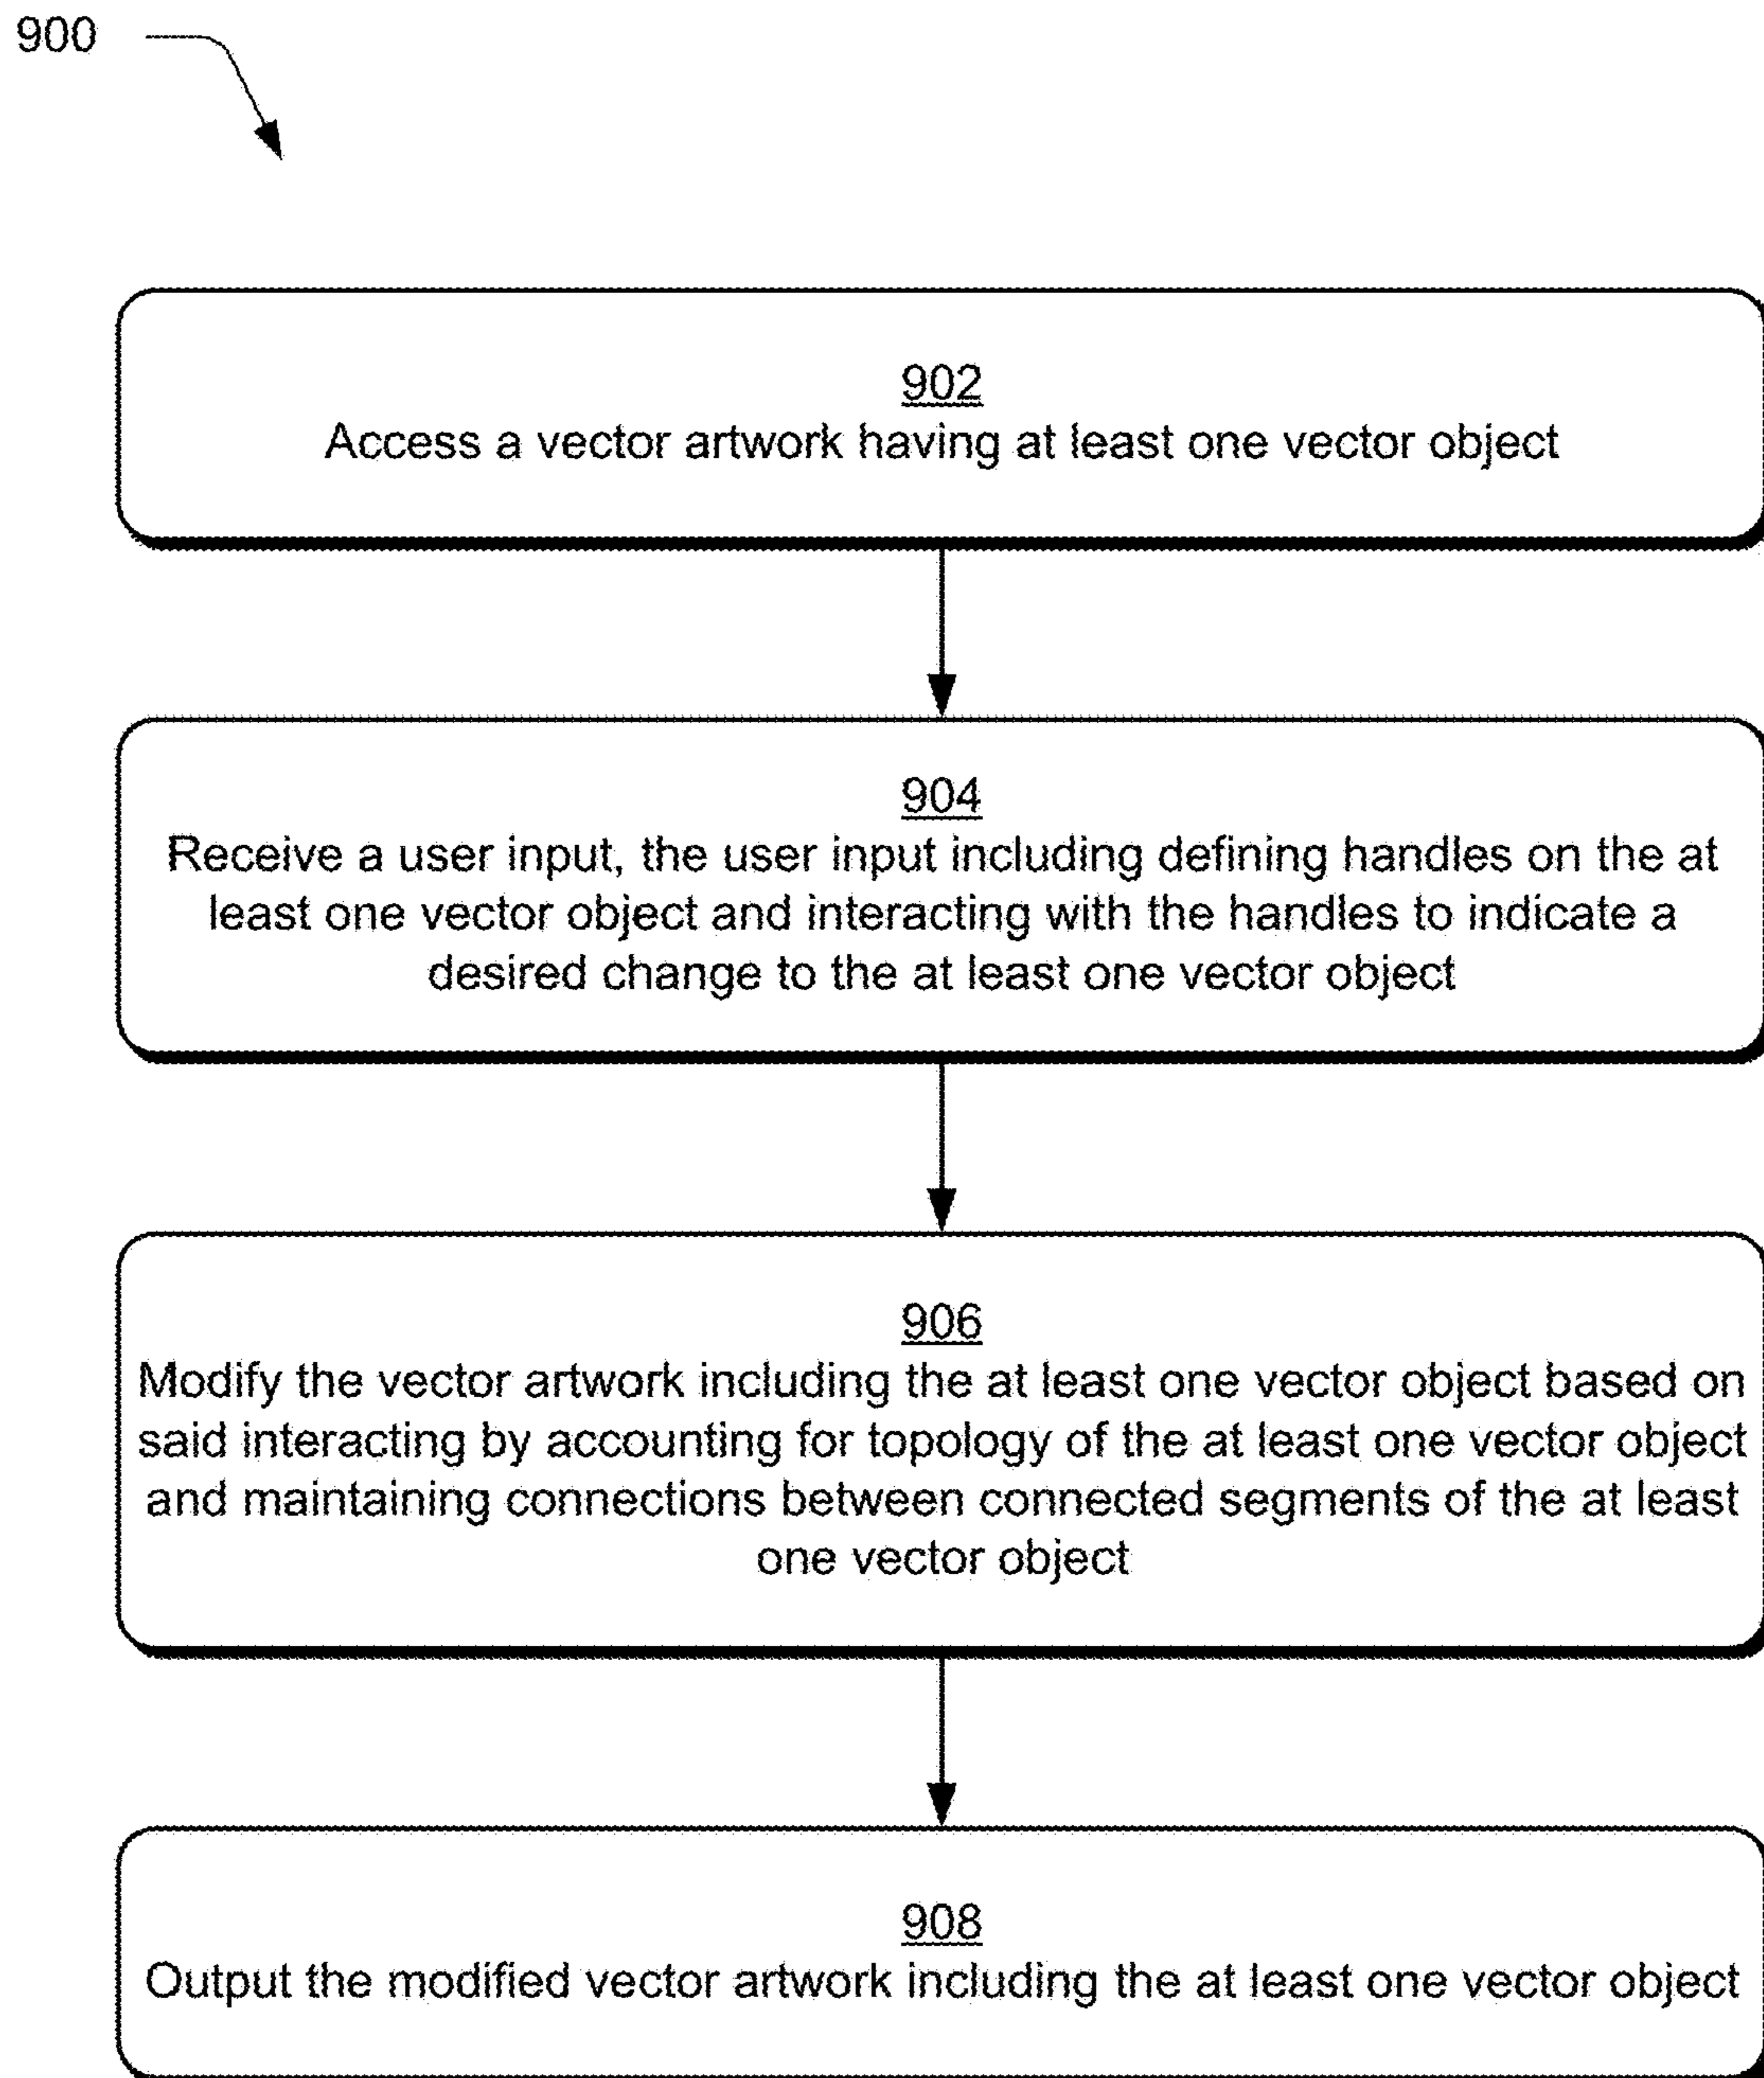 900
902
Access a vector artwork having at least one vector object
904
Receive a user input, the user input including defining handles on the at
least one vector object and interacting with the handles to indicate a
desired change to the at least one vector object
906
Modify the vector artwork including the at least one vector object based on
said interacting by accounting for topology of the at least one vector object
and maintaining connections between connected segments of the at least
one vector object
908
Output the modified vector artwork including the at least one vector object